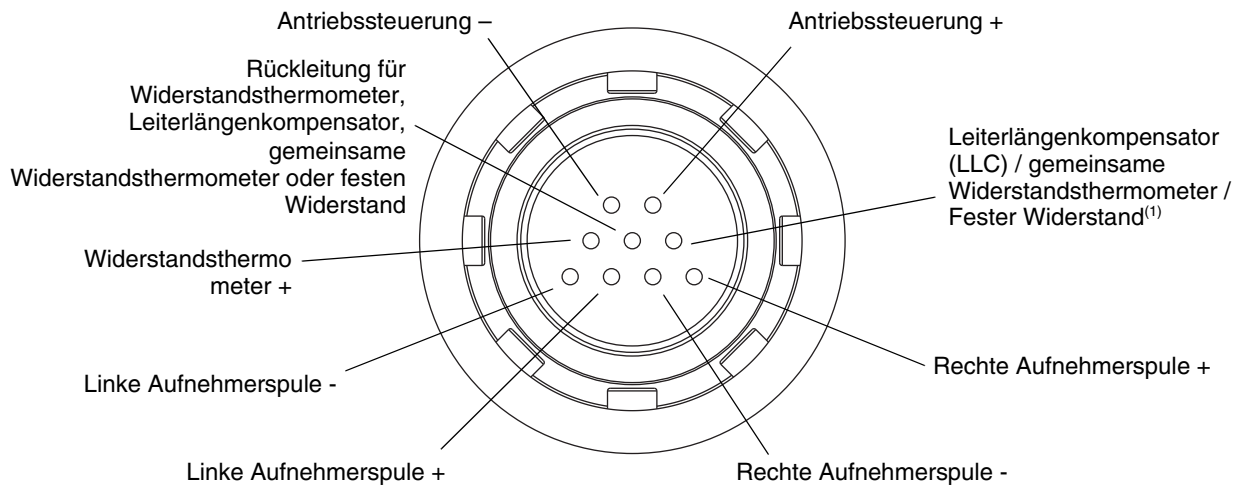 Antriebssteuerung –
Antriebssteuerung +
Rückleitung für
Widerstandsthermometer,
Leiterlängenkompensator,
gemeinsame
Widerstandsthermometer oder festen
Widerstand
Leiterlängenkompensator
(LLC) / gemeinsame
Widerstandsthermometer /
Fester Widerstand(1)
Widerstandsthermo
meter +
Linke Aufnehmerspule -
Rechte Aufnehmerspule +
Linke Aufnehmerspule +
Rechte Aufnehmerspule -